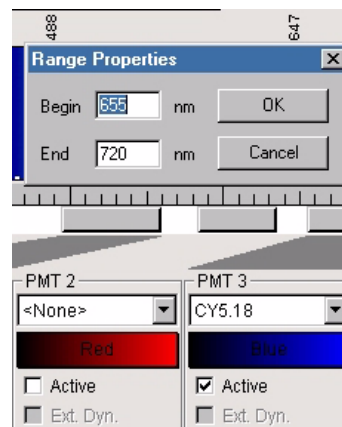 488
647
Range Properties
Begin 655 nm OK
End 720 nm Cancel
PMT 2 PMT 3
<None> CY5.18
Red Blue
Active Active
Ext. Dyn. Ext. Dyn.